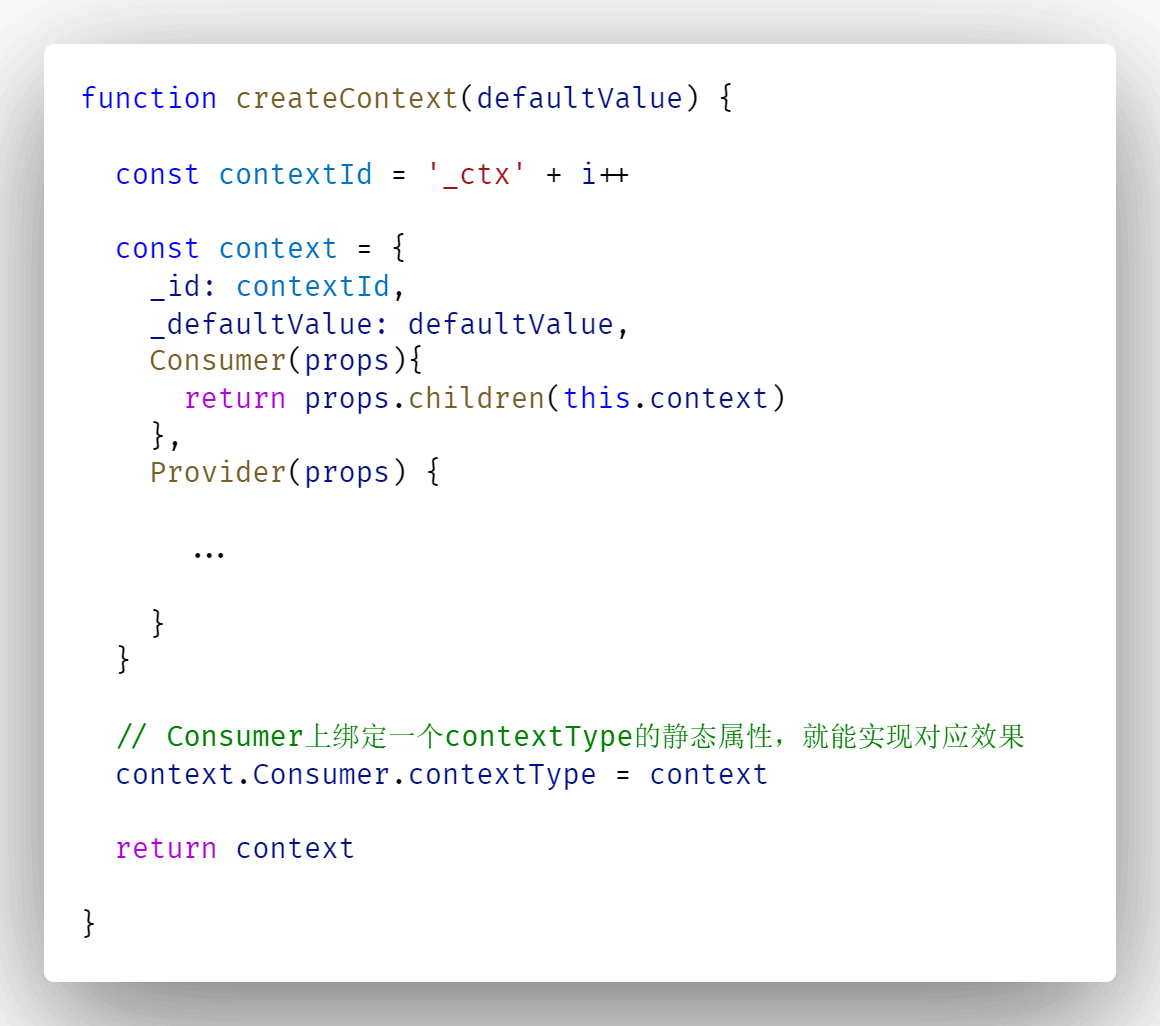 function createContext(defaultValue) {
const contextId = '_ctx' + i++
const context = {
_id: contextId,
_defaultValue: defaultValue,
Consumer(props){
return props.children(this.context)
},
Provider(props) {
...
}
}
// Consumer上绑定一个contextType的静态属性，就能实现对应效果
context.Consumer.contextType = context
return context
}